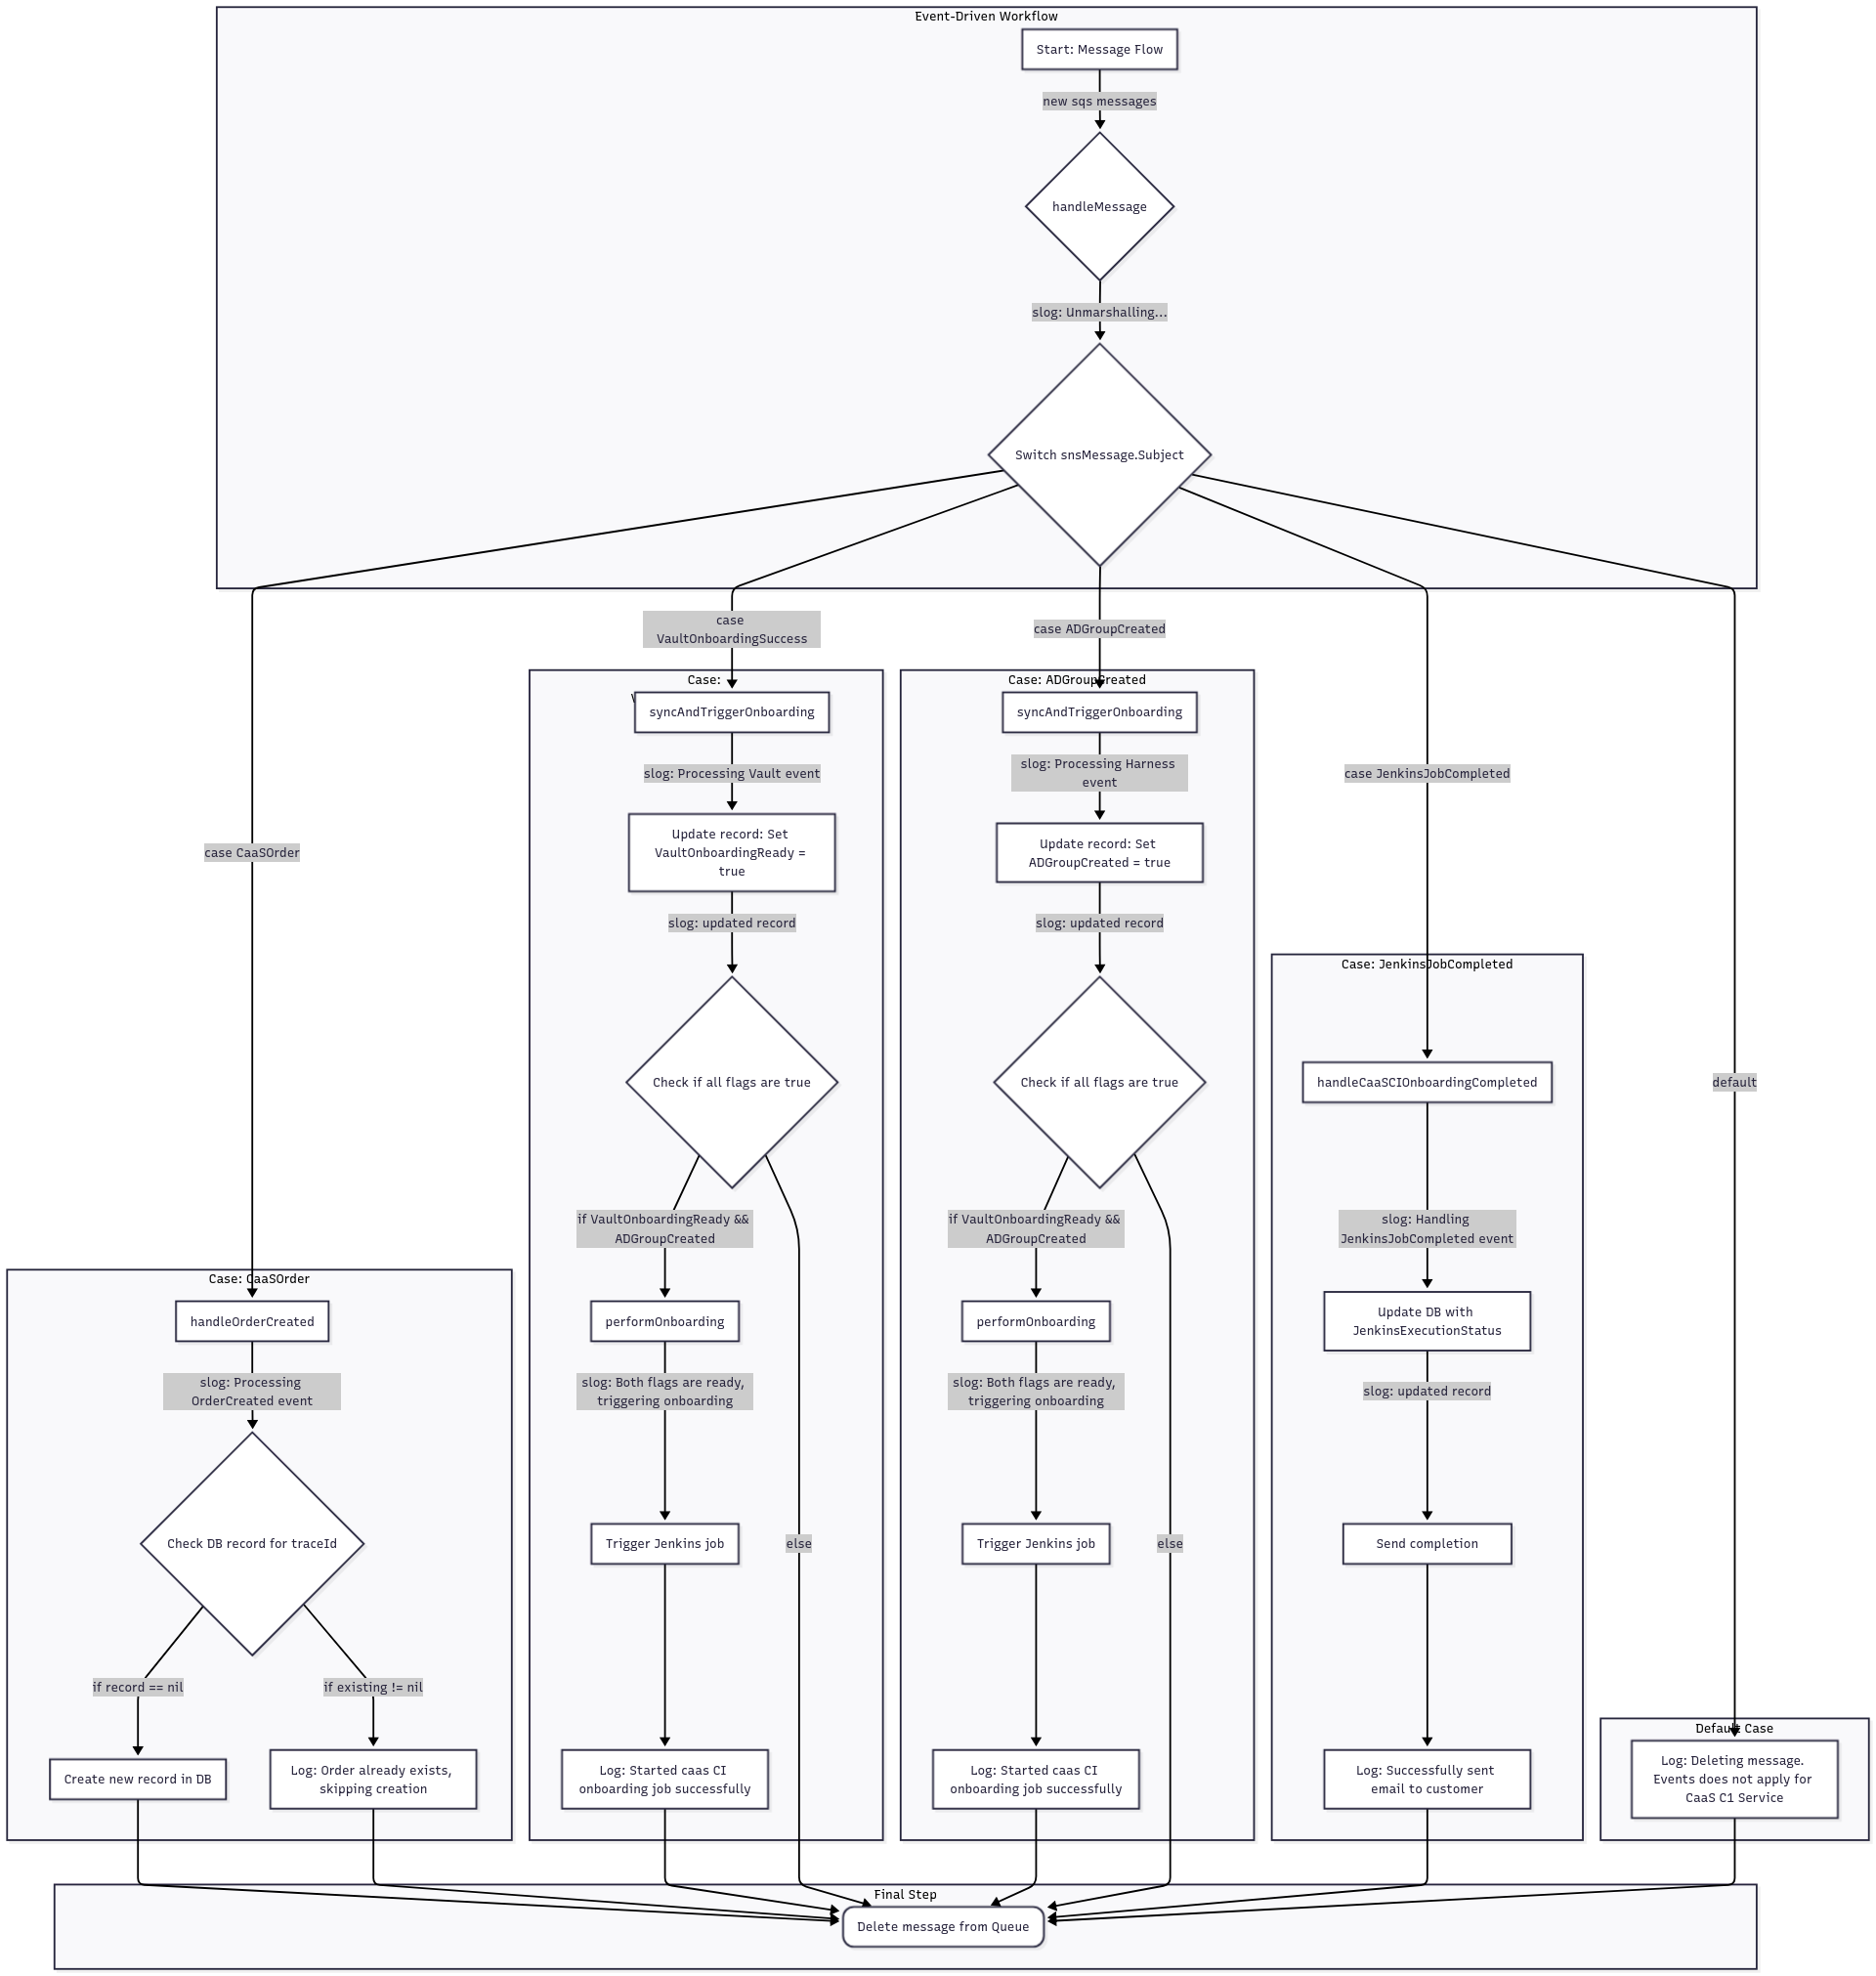 Event-Driven Workflow
Start: Message Flow
new sqs messages
handleMessage
slog: Unmarshalling...
Switch snsMessage.Subject
case
VaultOnboardingSuccess
case ADGroupCreated
case JenkinsJobCompleted
case CaaSOrder
default
Case:
syncAndTriggerOnboarding
slog: Processing Vault event
Update record: Set
VaultOnboardingReady =
true
slog: updated record
Check if all flags are true
if VaultOnboardingReady &&
ADGroupCreated
else
performOnboarding
slog: Both flags are ready,
triggering onboarding
Trigger Jenkins job
Log: Started caas CI
onboarding job successfully
Case: ADGroupCreated
syncAndTriggerOnboarding
slog: Processing Harness
event
Update record: Set
ADGroupCreated = true
slog: updated record
Check if all flags are true
if VaultOnboardingReady &&
ADGroupCreated
else
performOnboarding
slog: Both flags are ready,
triggering onboarding
Trigger Jenkins job
Log: Started caas CI
onboarding job successfully
Case: JenkinsJobCompleted
handleCaaSCIOnboardingCompleted
slog: Handling
JenkinsJobCompleted event
Update DB with
JenkinsExecutionStatus
slog: updated record
Send completion
Log: Successfully sent
email to customer
Case: CaaSOrder
handleOrderCreated
slog: Processing
OrderCreated event
Check DB record for traceId
if record == nil
if existing != nil
Create new record in DB
Log: Order already exists,
skipping creation
Default Case
Log: Deleting message.
Events does not apply for
CaaS C1 Service
Final Step
Delete message from Queue